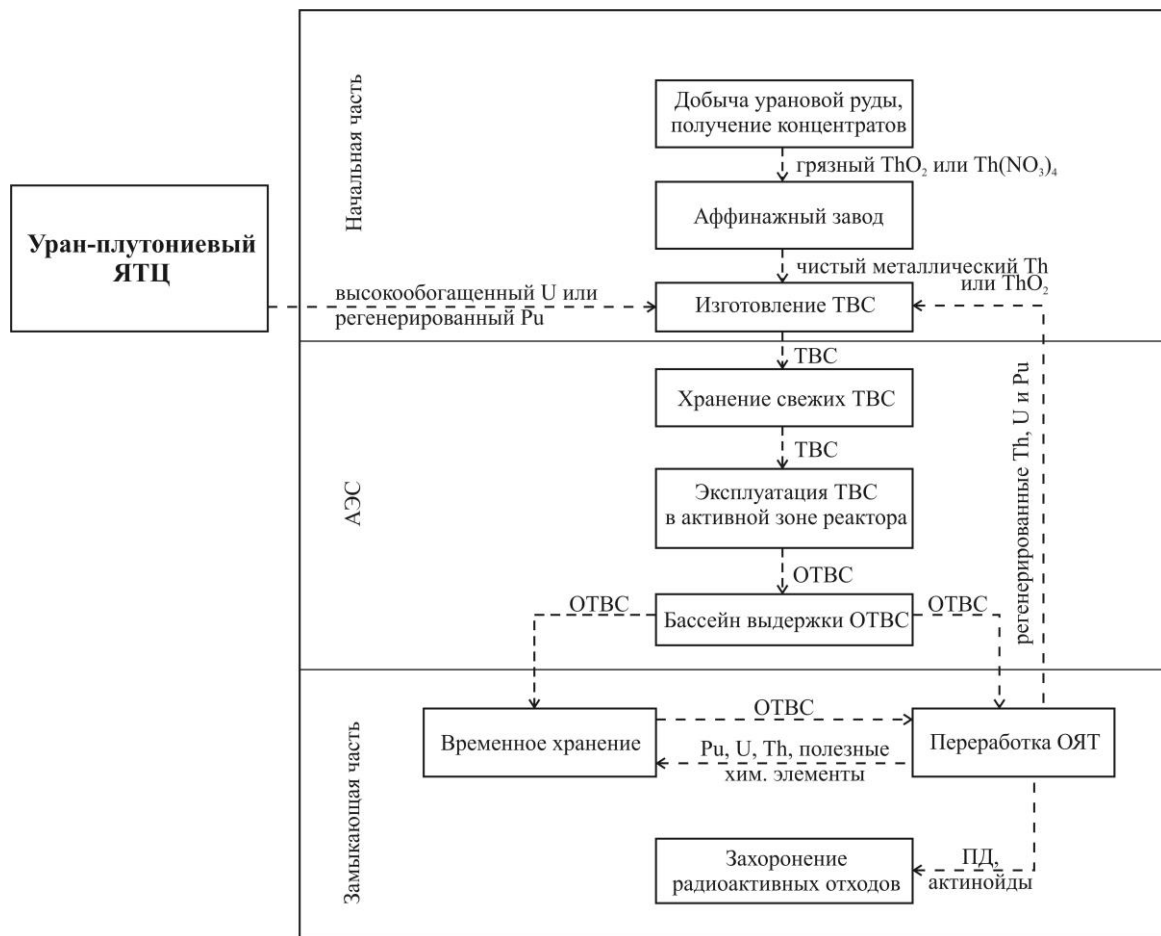 Начальная часть
Добыча урановой руды,
получение концентратов
грязный ThO₂ или Th(NO₃)₄
Аффинажный завод
Уран-плутониевый
ЯТЦ
чистый металлический Th
или ThO₂
высокообогащенный U или
регенерированный Pu
Изготовление ТВС
ТВС
Хранение свежих ТВС
ТВС
регенерированные Th, U и Pu
АЭС
Эксплуатация ТВС
в активной зоне реактора
ОТВС
ОТВС
Бассейн выдержки ОТВС
ОТВС
Замыкающая часть
ОТВС
Временное хранение
Переработка ОЯТ
Pu, U, Th, полезные
хим. элементы
Захоронение
радиоактивных отходов
ПД,
актинойды